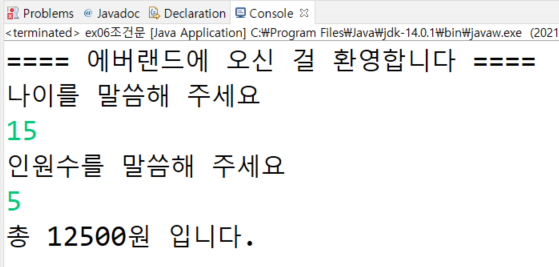 Problems @ Javadoc Declaration Console
<terminated> ex06조건문 [Java Application] C:₩Program Files₩Java₩jdk-14.0.1₩bin₩javaw.exe (2021
==== 에버랜드에 오신 걸 환영합니다 ====
나이를 말씀해 주세요
15
인원수를 말씀해 주세요
5
총 12500원 입니다.